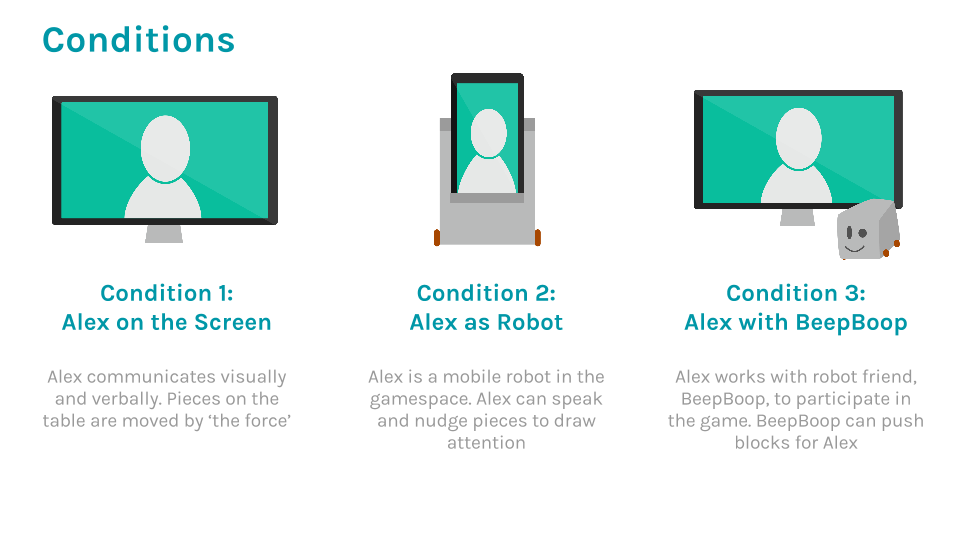 Conditions
Condition 1:
Alex on the Screen
Alex communicates visually
and verbally. Pieces on the
table are moved by ‘the force’
Condition 2:
Alex as Robot
Alex is a mobile robot in the
gamespace. Alex can speak
and nudge pieces to draw
attention
Condition 3:
Alex with BeepBoop
Alex works with robot friend,
BeepBoop, to participate in
the game. BeepBoop can push
blocks for Alex